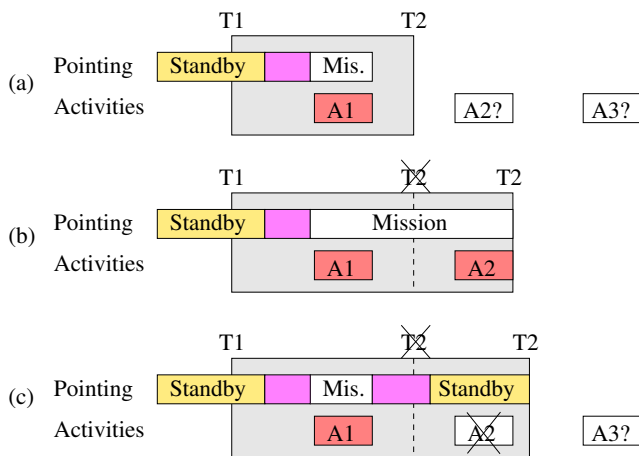 T1 T2
(a)
Pointing Standby Mis.
Activities A1 A2? A3?
T1 T2 T2
(b)
Pointing Standby Mission
Activities A1 A2
T1 T2 T2
(c)
Pointing Standby Mis. Standby
Activities A1 A2 A3?